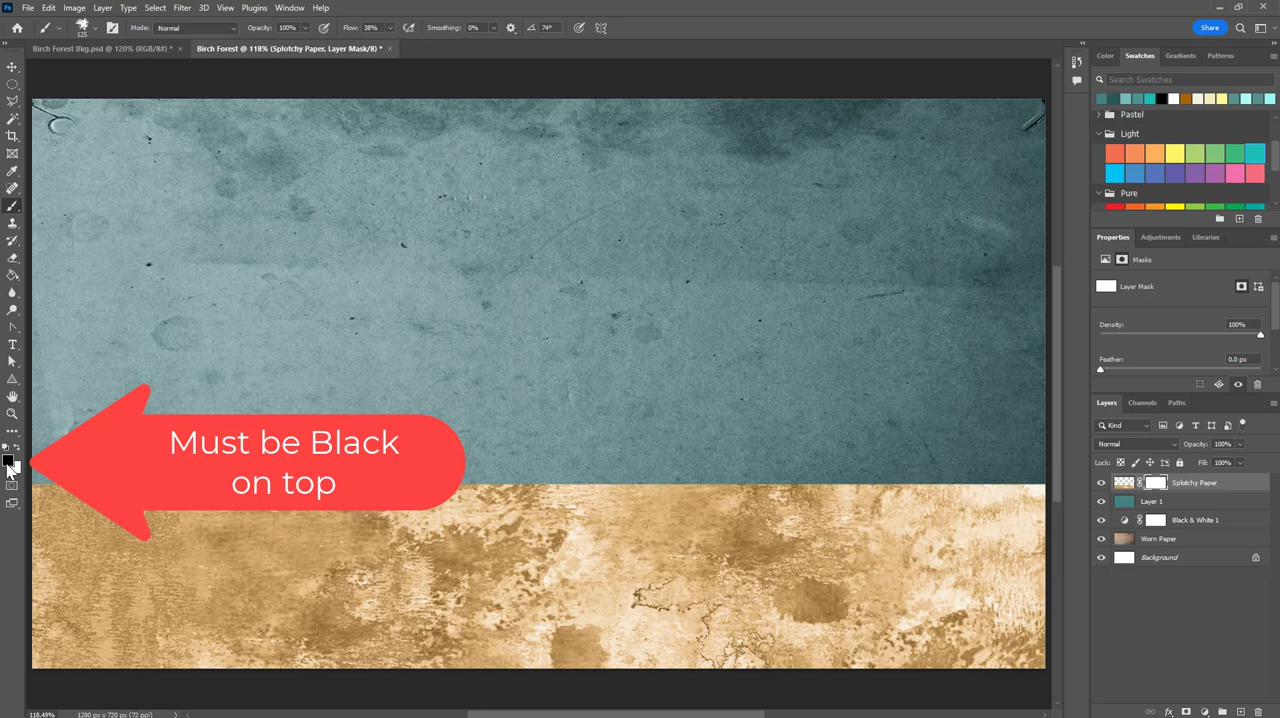 Ps File Edit Image Layer Type Select Filter 3D View Plugins Window Help
125 Mode: Normal Opacity: 100% Flow: 38% Smoothing: 0% 74° Share
Birch Forest Bkg.psd @ 120% (RGB/8#) * × Birch Forest @ 118% (Splotchy Paper, Layer Mask/8) * ×
Color Swatches Gradients Patterns
Search Swatches
Pastel
Light
Pure
Properties Adjustments Libraries
Masks
Layer Mask
Density: 100%
Feather: 0.0 px
Must be Black
on top
Layers Channels Paths
Kind
Normal Opacity: 100%
Lock: Fill: 100%
Splotchy Paper
Layer 1
Black & White 1
Worn Paper
Background
118.49% 1280 px x 720 px (72 ppi)